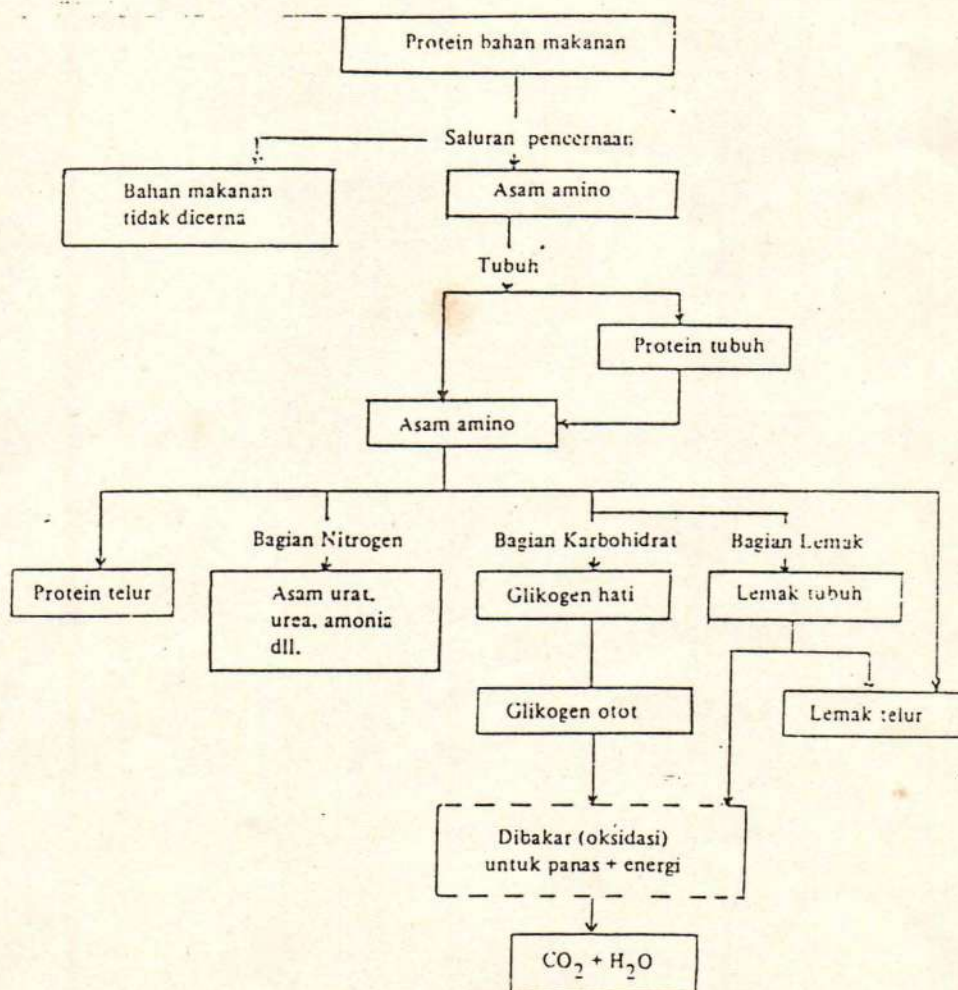 Protein bahan makanan
Saluran pencernaan
Bahan makanan
tidak dicerna
Asam amino
Tubuh
Protein tubuh
Asam amino
Bagian Nitrogen
Bagian Karbohidrat
Bagian Lemak
Protein telur
Asam urat,
urea, amonia
dll.
Glikogen hati
Lemak tubuh
Glikogen otot
Lemak telur
Dibakar (oksidasi)
untuk panas + energi
CO₂ + H₂O